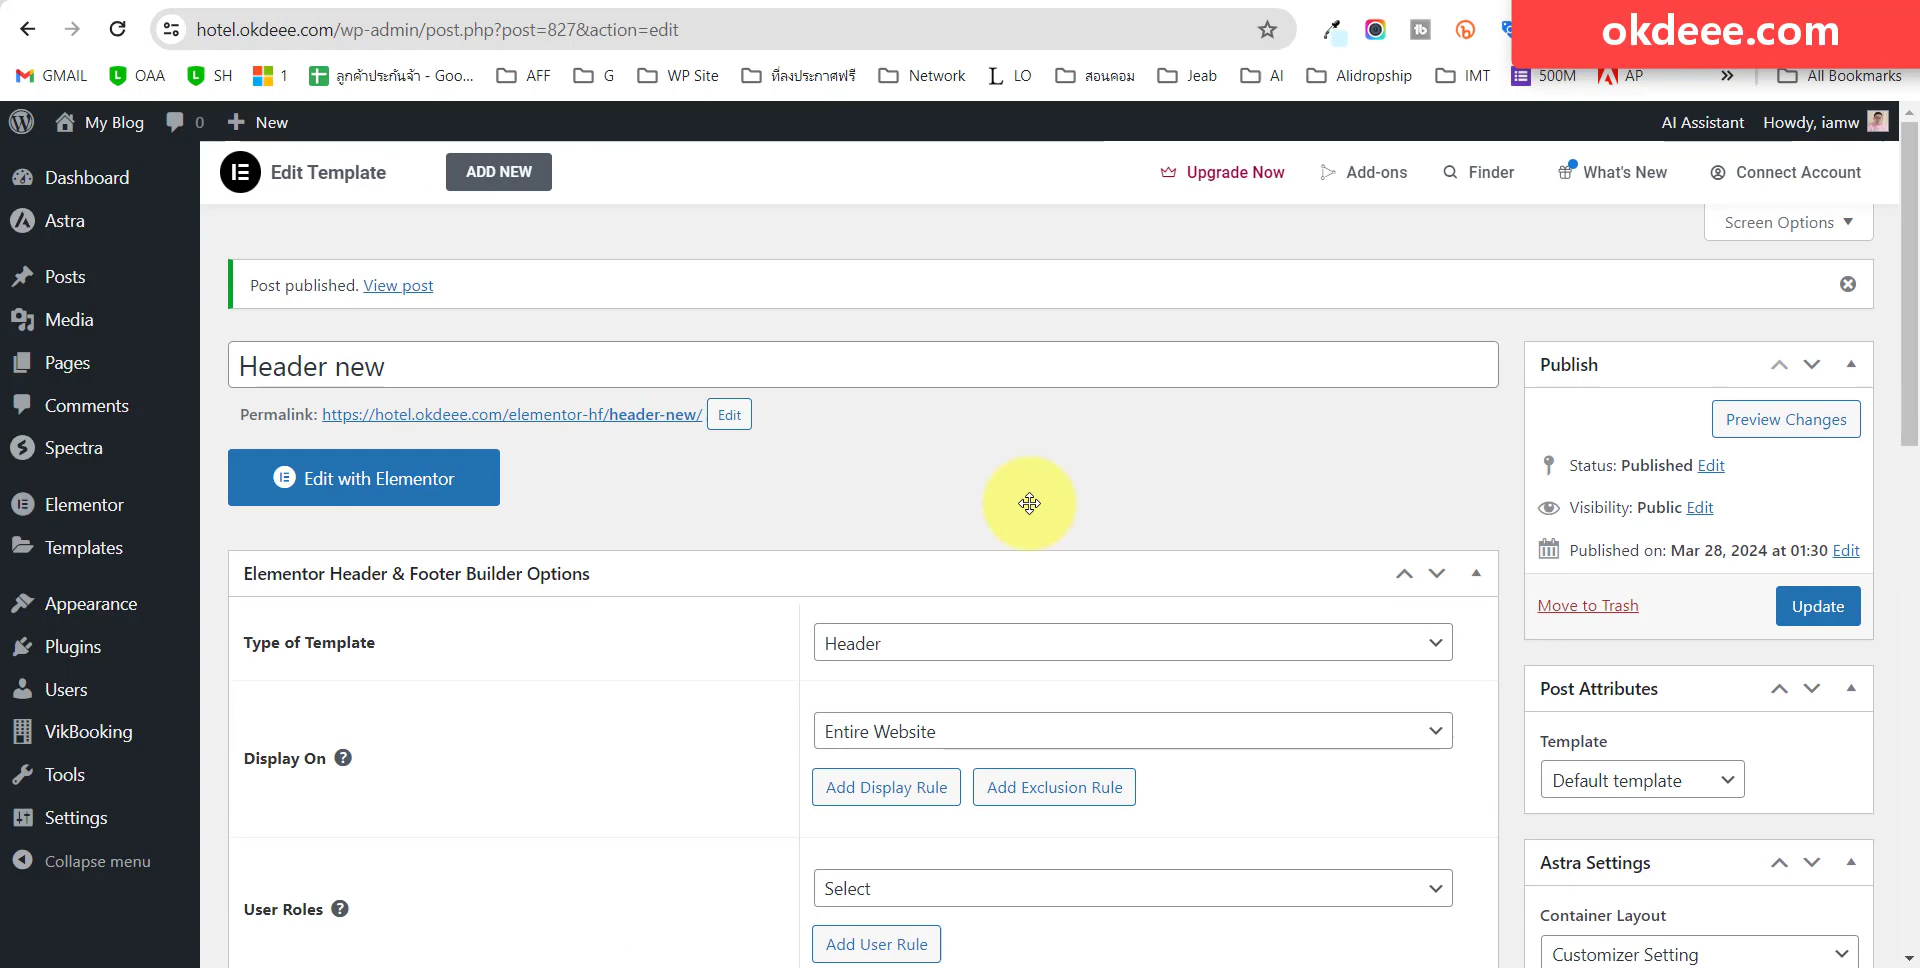 hotel.okdeee.com/wp-admin/post.php?post=827&action=edit
okdeee.com
GMAIL
OAA
SH
1
ลูกค้าประกันจ้า - Goo...
AFF
G
WP Site
ที่ลงประกาศฟรี
Network
LO
สอนคอม
Jeab
AI
Alidropship
IMT
500M
AP
»
All Bookmarks
My Blog
0
New
AI Assistant
Howdy, iamw
Dashboard
Astra
Posts
Media
Pages
Comments
Spectra
Elementor
Templates
Appearance
Plugins
Users
VikBooking
Tools
Settings
Collapse menu
Edit Template
ADD NEW
Upgrade Now
Add-ons
Finder
What's New
Connect Account
Screen Options
Post published. View post
Header new
Permalink: https://hotel.okdeee.com/elementor-hf/header-new/ Edit
Edit with Elementor
Elementor Header & Footer Builder Options
Type of Template
Header
Display On ?
Entire Website
Add Display Rule
Add Exclusion Rule
User Roles ?
Select
Add User Rule
Publish
Preview Changes
Status: Published Edit
Visibility: Public Edit
Published on: Mar 28, 2024 at 01:30 Edit
Move to Trash
Update
Post Attributes
Template
Default template
Astra Settings
Container Layout
Customizer Setting